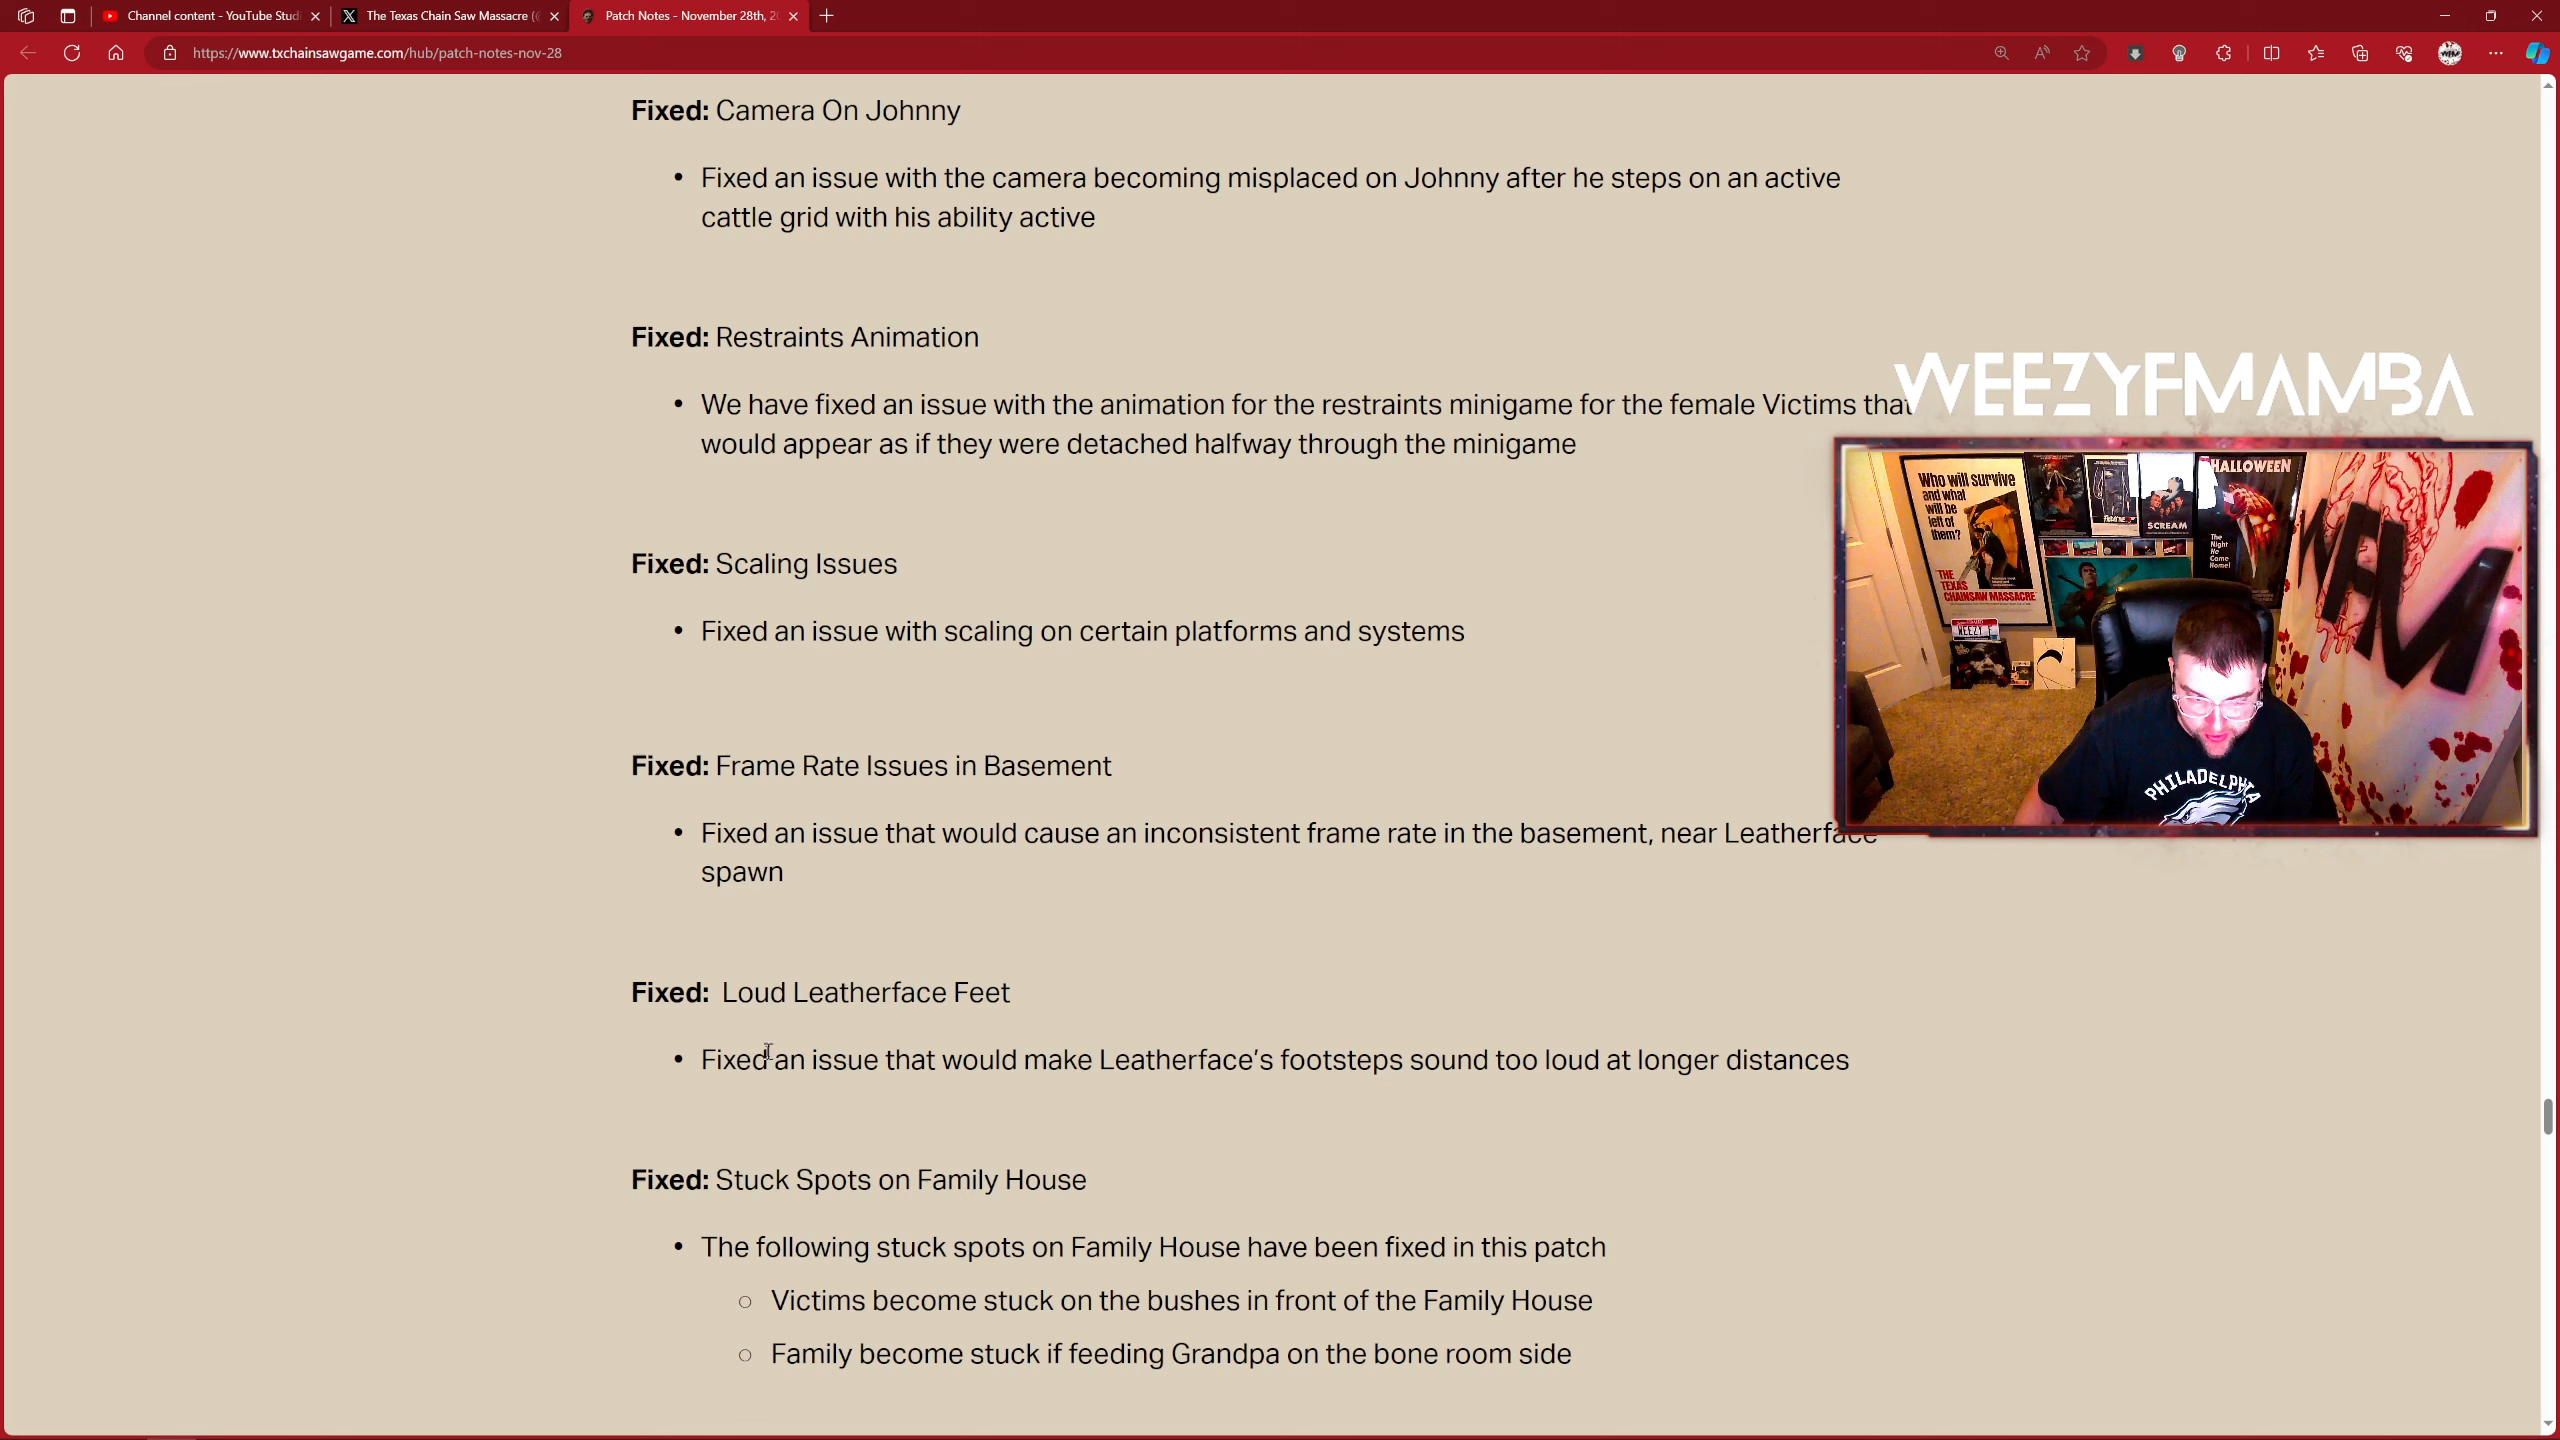 Channel content - YouTube Studi
The Texas Chain Saw Massacre (@
Patch Notes - November 28th, 20
https://www.txchainsawgame.com/hub/patch-notes-nov-28
Fixed: Camera On Johnny
• Fixed an issue with the camera becoming misplaced on Johnny after he steps on an active
cattle grid with his ability active
Fixed: Restraints Animation
• We have fixed an issue with the animation for the restraints minigame for the female Victims that
would appear as if they were detached halfway through the minigame
WEEZYFMAMBA
Who will survive
and what
will be
left of
them?
THE
TEXAS
CHAINSAW MASSACRE
SCREAM
HALLOWEEN
The
Night
He
Came
Home!
WEEZY F
WFM
PHILADELPHIA
Fixed: Scaling Issues
• Fixed an issue with scaling on certain platforms and systems
Fixed: Frame Rate Issues in Basement
• Fixed an issue that would cause an inconsistent frame rate in the basement, near Leatherface
spawn
Fixed: Loud Leatherface Feet
• Fixed an issue that would make Leatherface's footsteps sound too loud at longer distances
Fixed: Stuck Spots on Family House
• The following stuck spots on Family House have been fixed in this patch
○ Victims become stuck on the bushes in front of the Family House
○ Family become stuck if feeding Grandpa on the bone room side